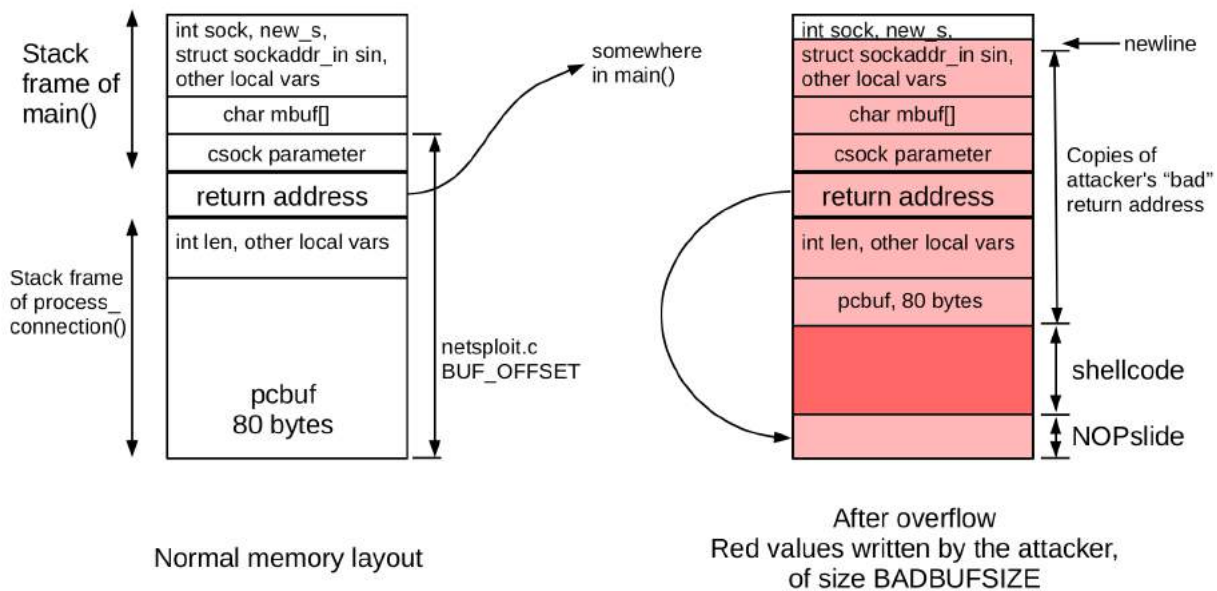 Stack
frame of
main()
int sock, new_s,
struct sockaddr_in sin,
other local vars
char mbuf[]
csock parameter
return address
int len, other local vars
pcbuf
80 bytes
Stack frame
of process_
connection()
somewhere
in main()
netsploit.c
BUF_OFFSET
Normal memory layout
int sock, new_s,
struct sockaddr_in sin,
other local vars
char mbuf[]
csock parameter
return address
int len, other local vars
pcbuf, 80 bytes
newline
Copies of
attacker's “bad”
return address
shellcode
NOPslide
After overflow
Red values written by the attacker,
of size BADBUFSIZE